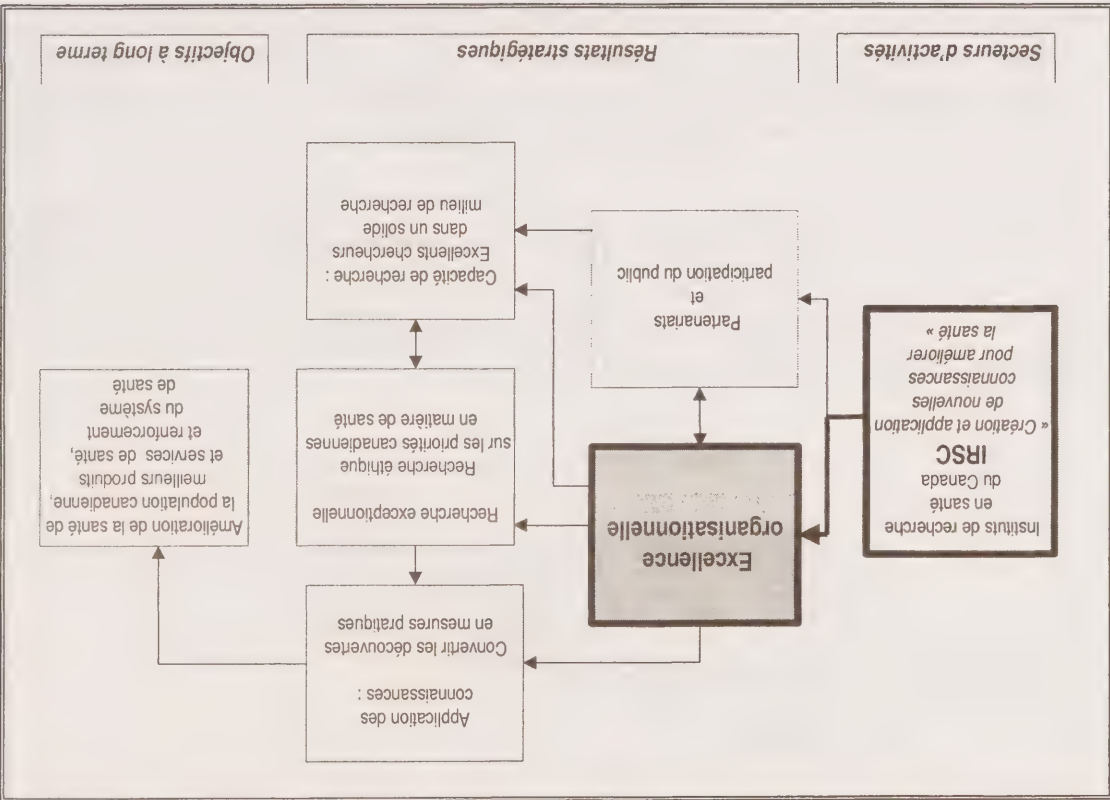 Instituts de recherche
en santé
du Canada
IRSC
« Création et application
de nouvelles
connaissances
pour améliorer
la santé »
Excellence
organisationnelle
Partenariats
et
participation du public
Application des
connaissances :
Convertir les découvertes
en mesures pratiques
Recherche exceptionnelle
Recherche éthique
sur les priorités canadiennes
en matière de santé
Capacité de recherche :
Excellents chercheurs
dans un solide
milieu de recherche
Amélioration de la santé de
la population canadienne,
meilleurs produits
et services de santé,
et renforcement
du système
de santé
Secteurs d'activités
Résultats stratégiques
Objectifs à long terme